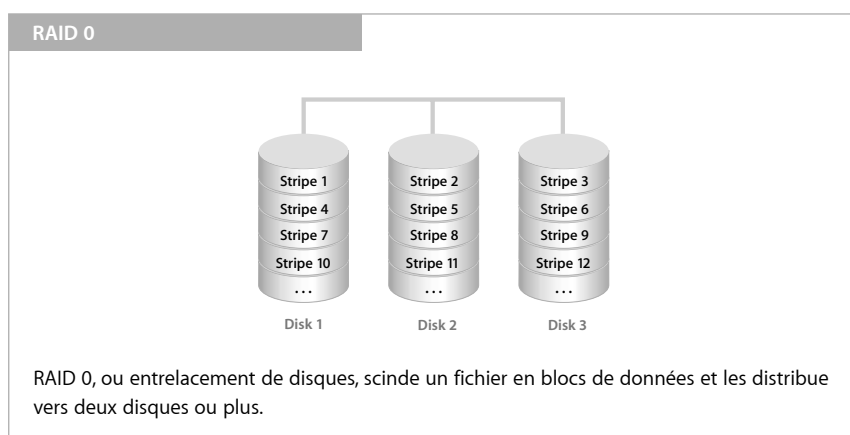 RAID 0
Stripe 1 Stripe 2 Stripe 3
Stripe 4 Stripe 5 Stripe 6
Stripe 7 Stripe 8 Stripe 9
Stripe 10 Stripe 11 Stripe 12
... ... ...
Disk 1 Disk 2 Disk 3
RAID 0, ou entrelacement de disques, scinde un fichier en blocs de données et les distribue
vers deux disques ou plus.